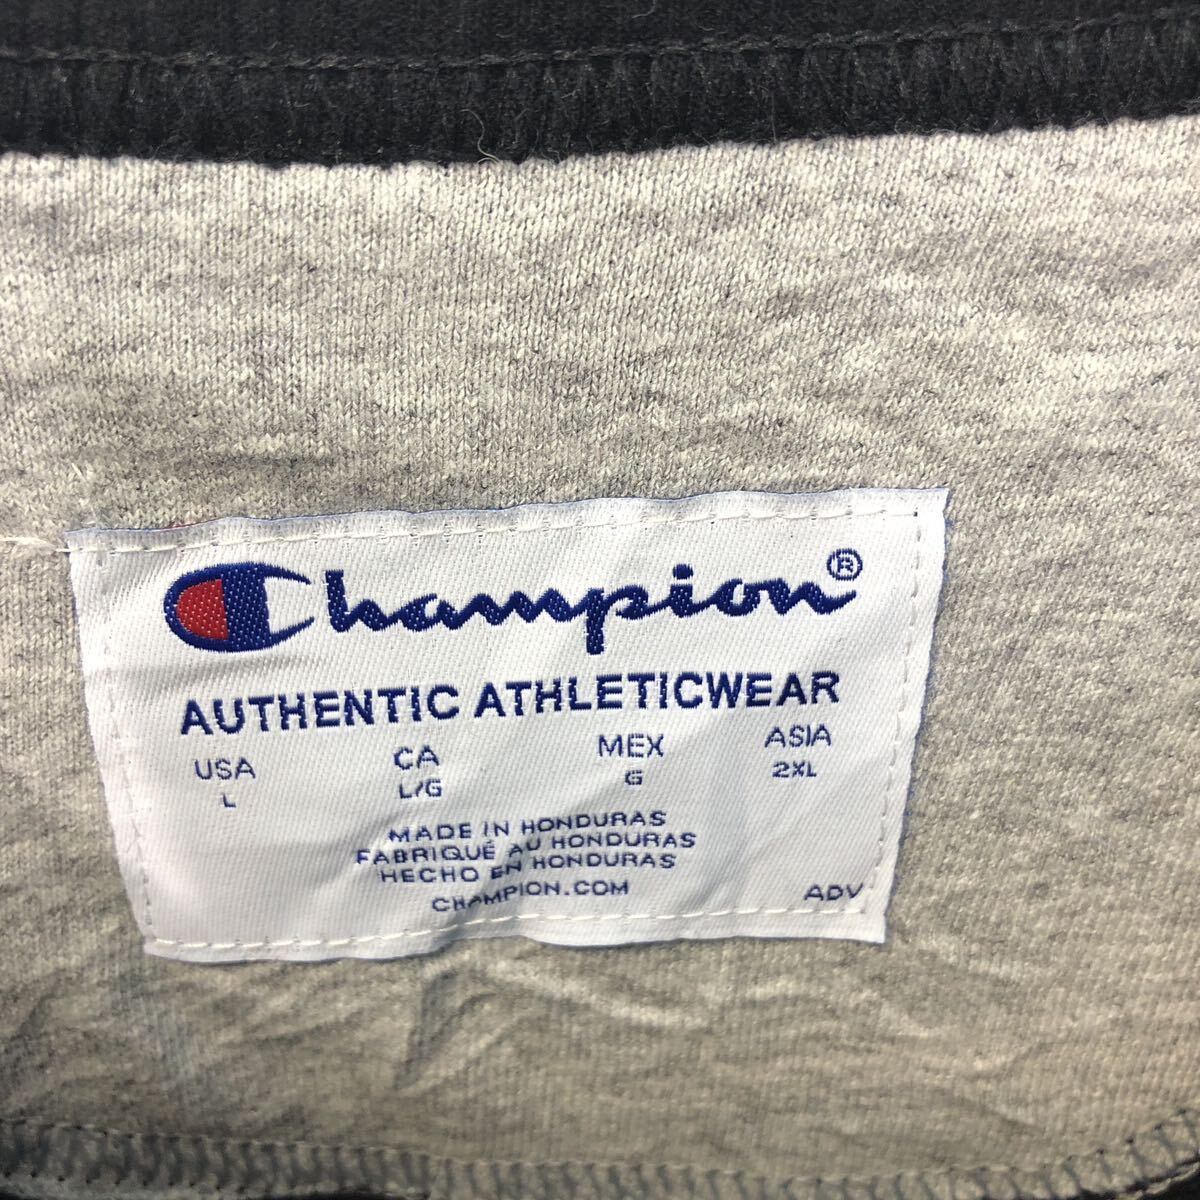 Champion®
AUTHENTIC ATHLETICWEAR
USA CA MEX ASIA
L L/G G 2XL
MADE IN HONDURAS
FABRIQUÉ AU HONDURAS
HECHO EN HONDURAS
CHAMPION.COM
ADV